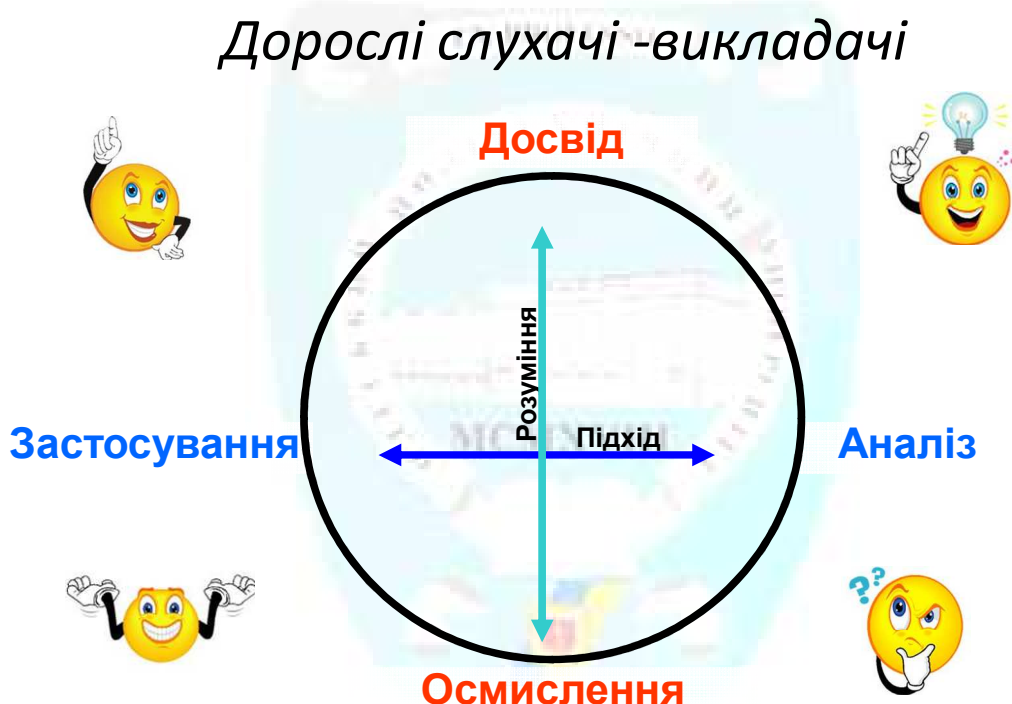 Дорослі слухачі -викладачі
Досвід
Розуміння
Підхід
Застосування
Аналіз
Осмислення